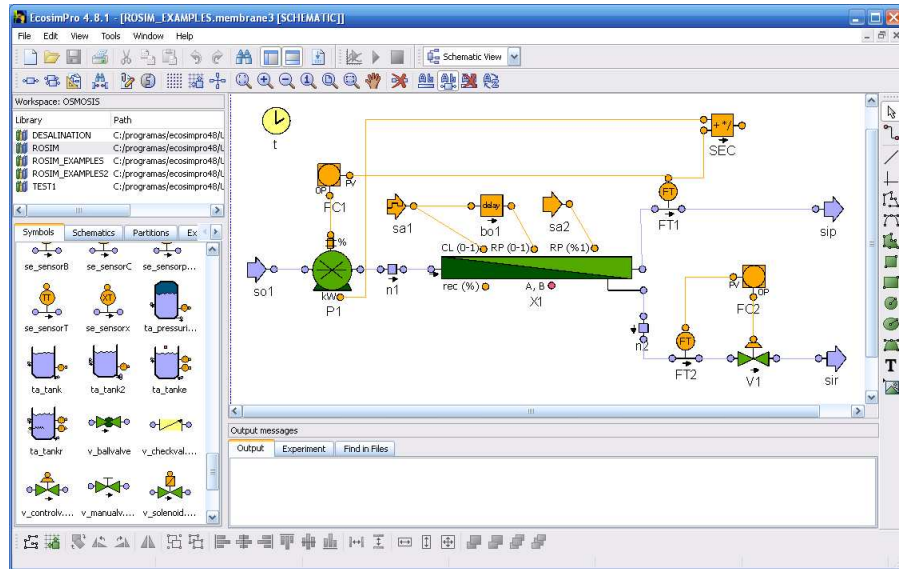 EcosimPro 4.8.1 - [ROSIM_EXAMPLES.membrane3 [SCHEMATIC]]
File Edit View Tools Window Help
Schematic View
Workspace: OSMOSIS
Library Path
DESALINATION C:/programas/ecosimpro48/L
ROSIM C:/programas/ecosimpro48/L
ROSIM_EXAMPLES C:/programas/ecosimpro48/L
ROSIM_EXAMPLES2 C:/programas/ecosimpro48/L
TEST1 C:/programas/ecosimpro48/L
Symbols Schematics Partitions Ex
se_sensorB se_sensorC se_sensorp...
TT XT
se_sensorT se_sensorx ta_pressuri...
ta_tank ta_tank2 ta_tanke
ta_tankr v_ballvalve v_checkval...
v_controlv... v_manualv... v_solenoid...
t
+ */
SEC
OP PV
FC1
sa1
delay
bo1
sa2
FT
FT1
sip
%
CL (0-1) RP (0-1) RP (%1)
so1
kW
P1
n1
rec (%) A, B
X1
PV OP
FC2
n2
FT
FT2
V1
sir
Output messages
Output Experiment Find in Files
T